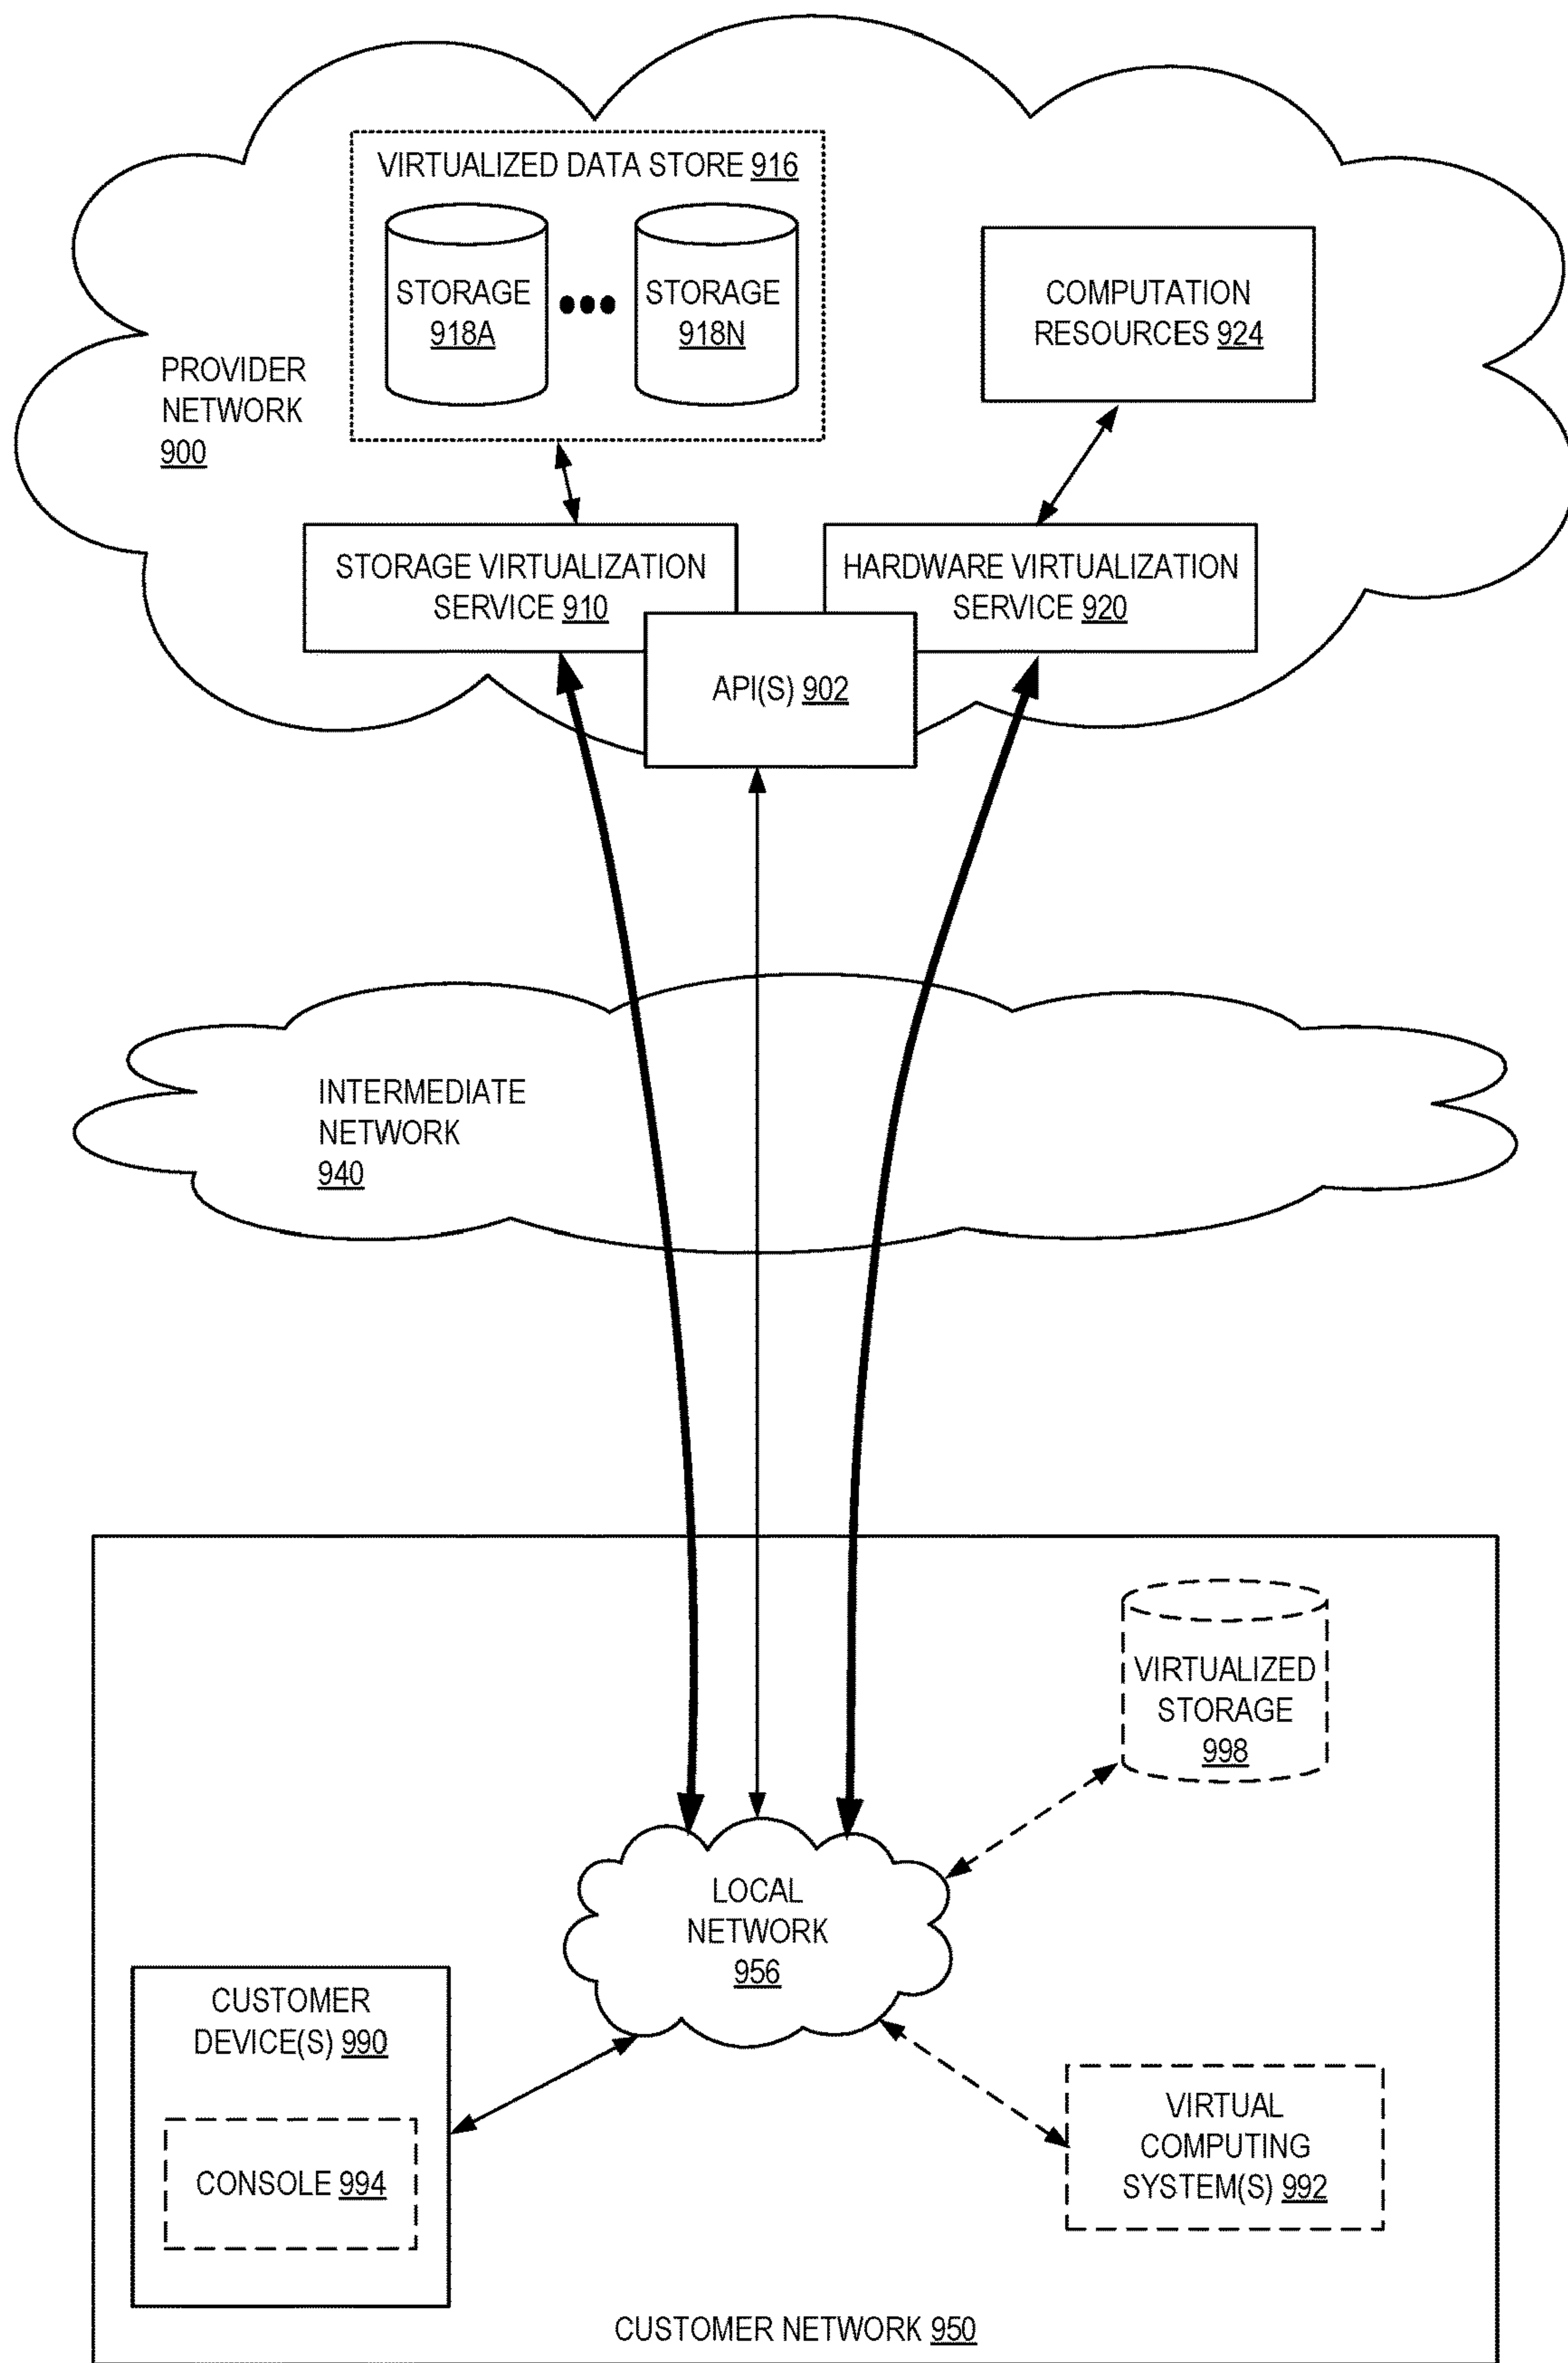 VIRTUALIZED DATA STORE 916
STORAGE
918A
STORAGE
918N
COMPUTATION
RESOURCES 924
PROVIDER
NETWORK
900
STORAGE VIRTUALIZATION
SERVICE 910
HARDWARE VIRTUALIZATION
SERVICE 920
API(S) 902
INTERMEDIATE
NETWORK
940
VIRTUALIZED
STORAGE
998
LOCAL
NETWORK
956
CUSTOMER
DEVICE(S) 990
CONSOLE 994
VIRTUAL
COMPUTING
SYSTEM(S) 992
CUSTOMER NETWORK 950